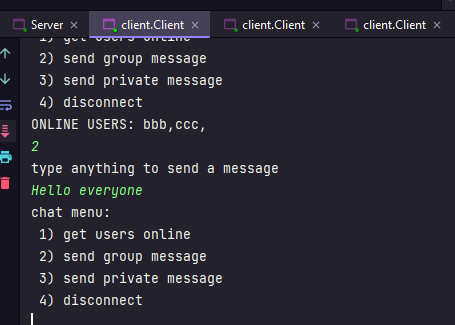 Server client.Client client.Client client.Client
1) get users online
2) send group message
3) send private message
4) disconnect
ONLINE USERS: bbb,ccc,
2
type anything to send a message
Hello everyone
chat menu:
1) get users online
2) send group message
3) send private message
4) disconnect